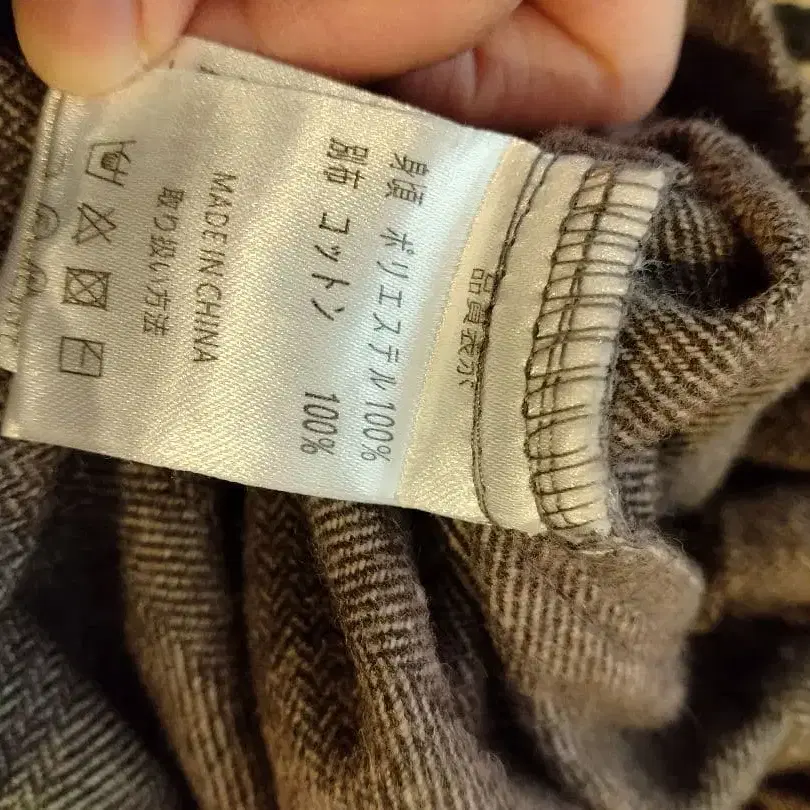 品質表示
身頃 ポリエステル100%
別布 コットン 100%
MADE IN CHINA
取り扱い方法